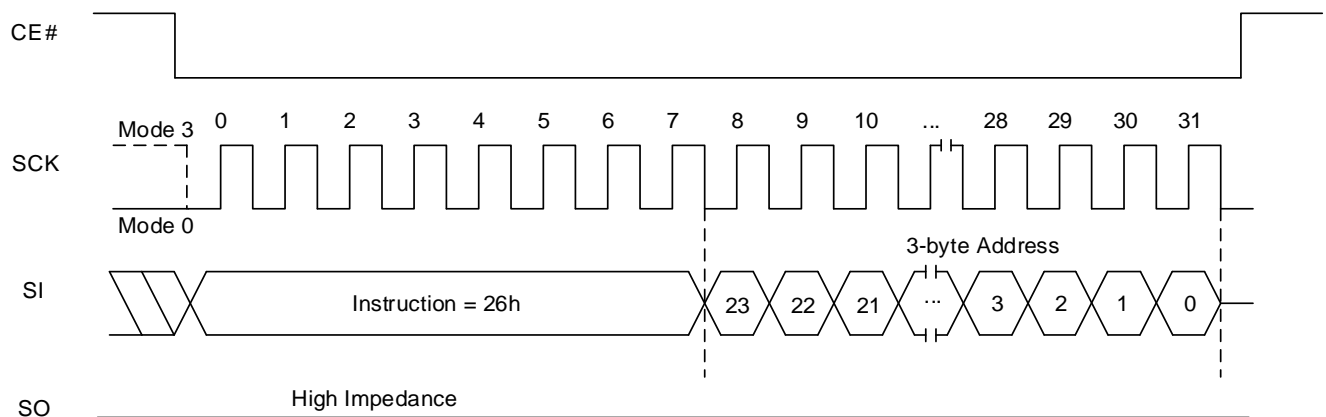 CE#
Mode 3
0 1 2 3 4 5 6 7 8 9 10 ... 28 29 30 31
SCK
Mode 0
3-byte Address
SI
Instruction = 26h
23 22 21 ... 3 2 1 0
High Impedance
SO